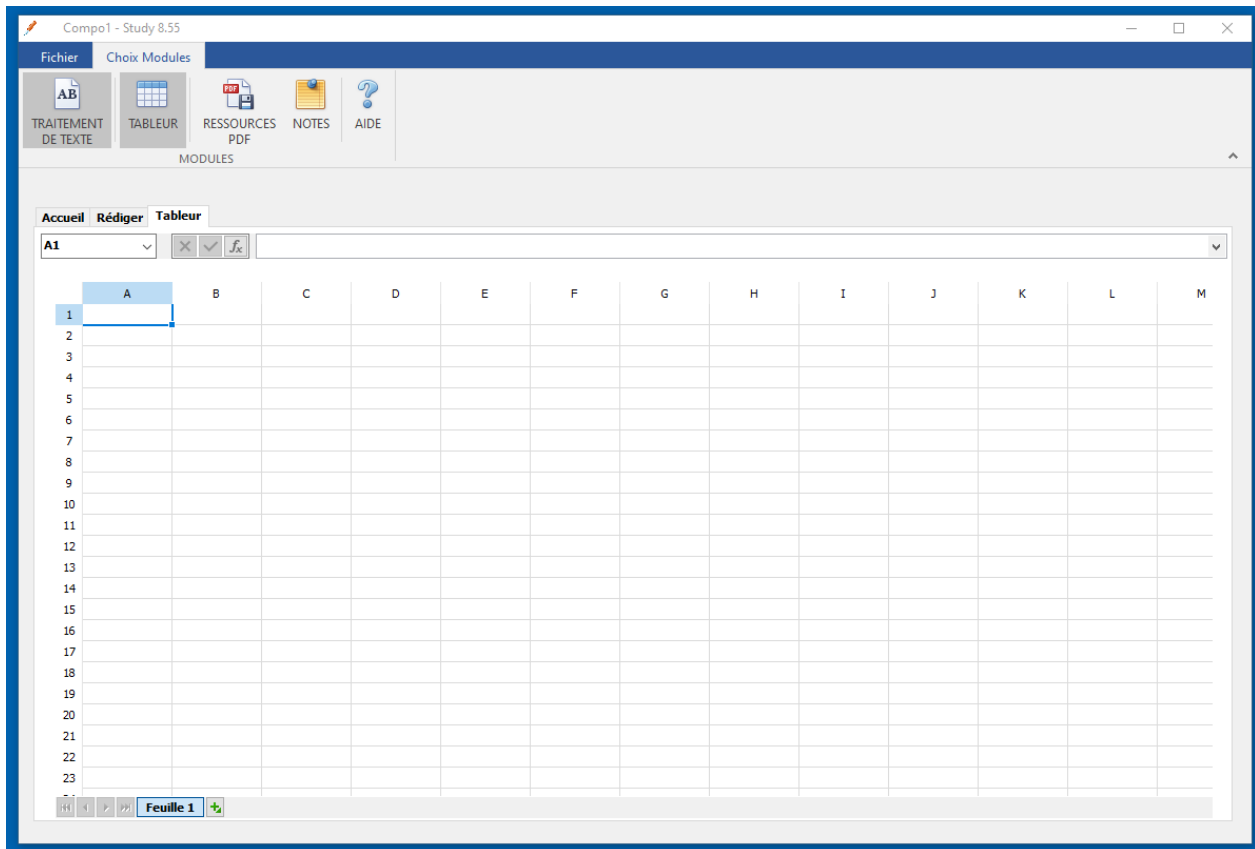 Compo1 - Study 8.55
Fichier Choix Modules
AB PDF
TRAITEMENT DE TEXTE TABLEUR RESSOURCES PDF NOTES AIDE
MODULES
Accueil Rédiger Tableur
A1 fx
A B C D E F G H I J K L M
1
2
3
4
5
6
7
8
9
10
11
12
13
14
15
16
17
18
19
20
21
22
23
Feuille 1